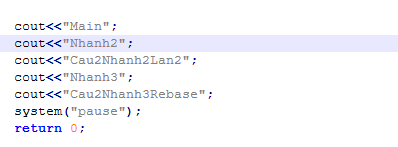 cout<<"Main";
cout<<"Nhanh2";
cout<<"Cau2Nhanh2Lan2";
cout<<"Nhanh3";
cout<<"Cau2Nhanh3Rebase";
system("pause");
return 0;